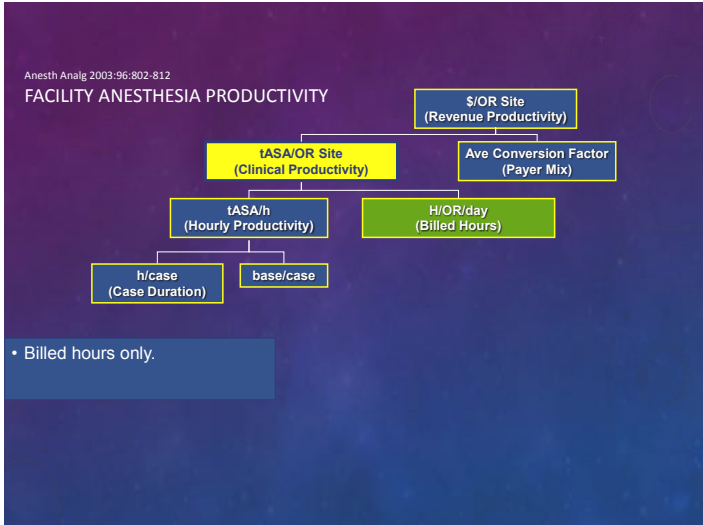 Anesth Analg 2003:96:802-812
FACILITY ANESTHESIA PRODUCTIVITY
$/OR Site
(Revenue Productivity)
tASA/OR Site
(Clinical Productivity)
Ave Conversion Factor
(Payer Mix)
tASA/h
(Hourly Productivity)
H/OR/day
(Billed Hours)
h/case
(Case Duration)
base/case
• Billed hours only.